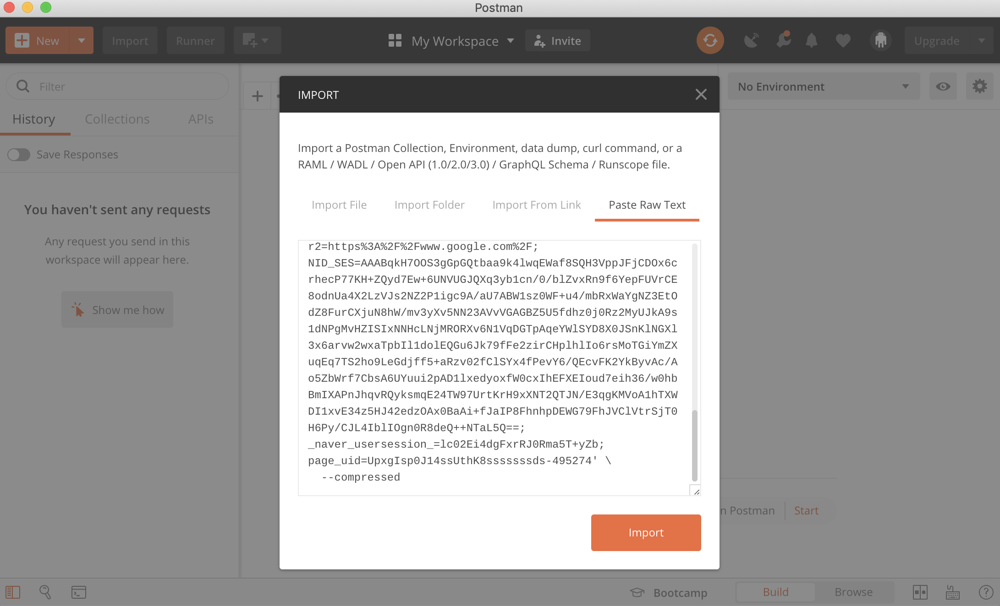 Postman
New
Import
Runner
My Workspace
Invite
Upgrade
Filter
History
Collections
APIs
Save Responses
You haven't sent any requests
Any request you send in this
workspace will appear here.
Show me how
No Environment
IMPORT
Import a Postman Collection, Environment, data dump, curl command, or a
RAML / WADL / Open API (1.0/2.0/3.0) / GraphQL Schema / Runscope file.
Import File
Import Folder
Import From Link
Paste Raw Text
r2=https%3A%2F%2Fwww.google.com%2F;
NID_SES=AAABqkH7OOS3gGpGQtbaa9k4lwqEWaf8SQH3VppJFjCDOx6c
rhecP77KH+ZQyd7Ew+6UNVUGJQXq3yb1cn/0/blZvxRn9f6YepFUVrCE
8odnUa4X2LzVJs2NZ2P1igc9A/aU7ABW1sz0WF+u4/mbRxWaYgNZ3EtO
dZ8FurCXjuN8hW/mv3yXv5NN23AVvVGAGBZ5U5fdhz0j0Rz2MyUJkA9s
1dNPgMvHZISIxNNHcLNjMRORXv6N1VqDGTpAqeYWlSYD8X0JSnKlNGXl
3x6arvw2wxaTpbIl1dolEQGu6Jk79fFe2zirCHplhlIo6rsMoTGiYmZX
uqEq7TS2ho9LeGdjff5+aRzv02fClSYx4fPevY6/QEcvFK2YkByvAc/A
o5ZbWrf7CbsA6UYuui2pAD1lxedyoxfW0cxIhEFXEIoud7eih36/w0hb
BmIXAPnJhqvRQyksmqE24TW97UrtKrH9xXNT2QTJN/E3qgKMVoA1hTXW
DI1xvE34z5HJ42edzOAx0BaAi+fJaIP8FhnhpDEWG79FhJVClVtrSjT0
H6Py/CJL4IblIOgn0R8deQ++NTaL5Q==;
_naver_usersession_=lc02Ei4dgFxrRJ0Rma5T+yZb;
page_uid=UpxgIsp0J14ssUthK8sssssssds-495274' \
--compressed
n Postman
Start
Import
Bootcamp
Build
Browse